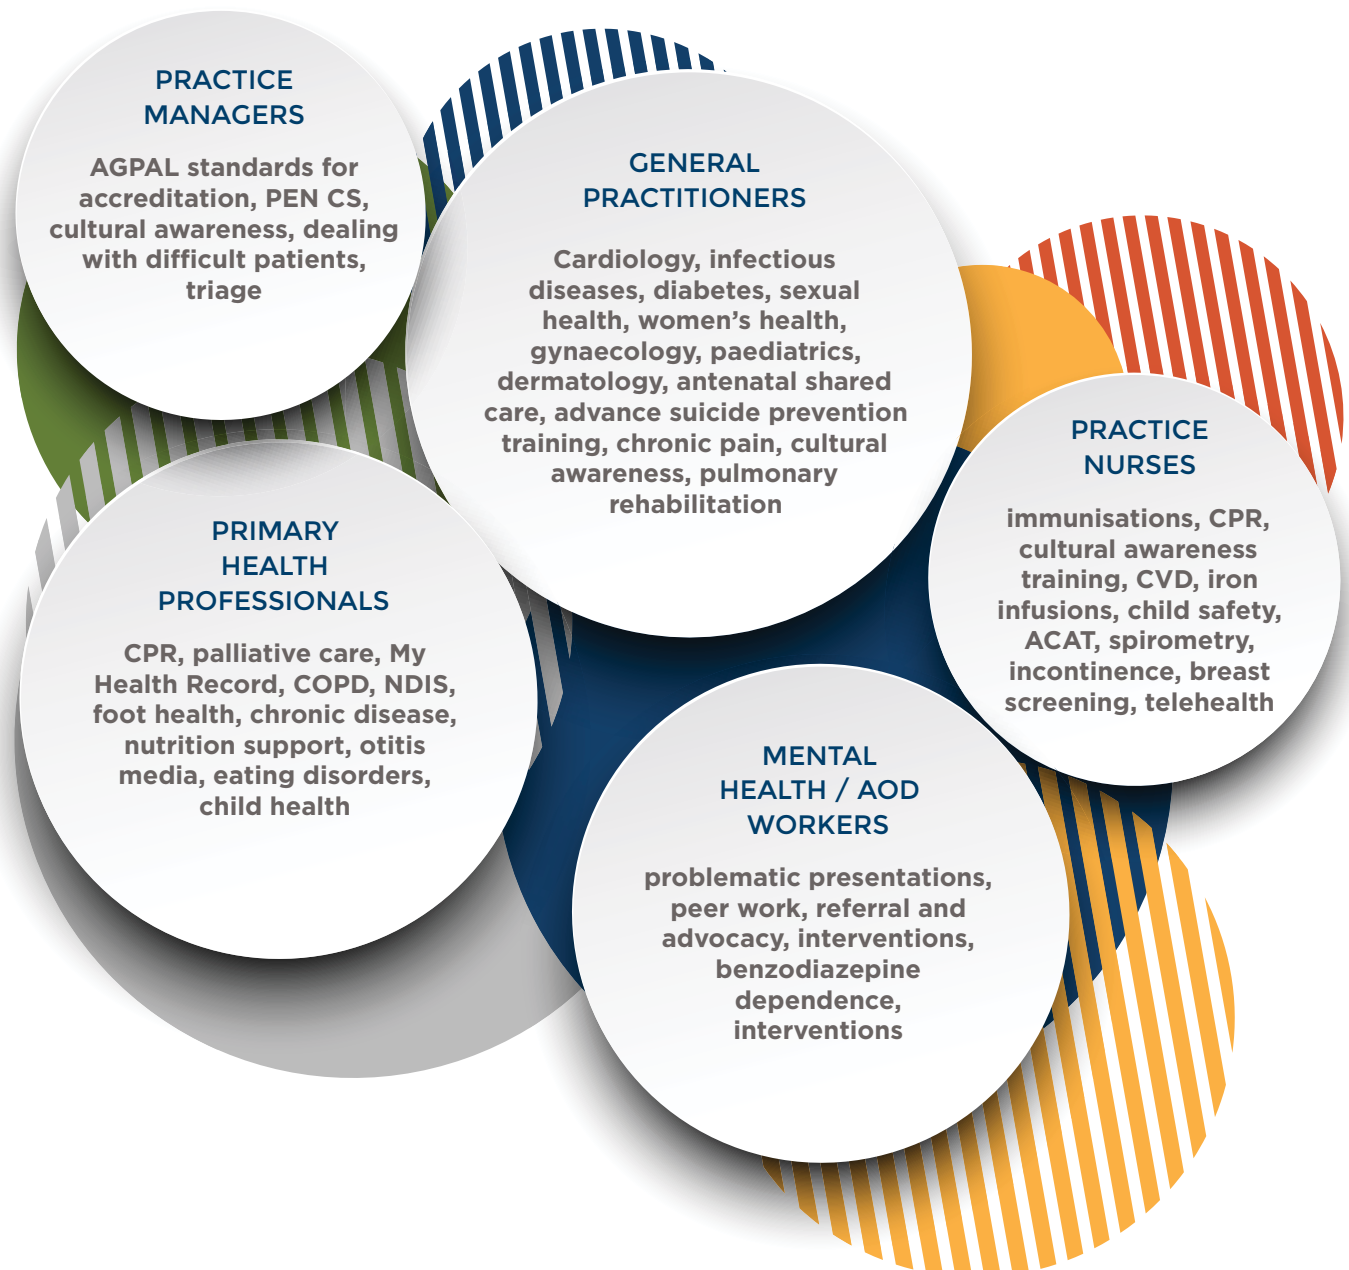 PRACTICE
MANAGERS
AGPAL standards for
accreditation, PEN CS,
cultural awareness, dealing
with difficult patients,
triage
GENERAL
PRACTITIONERS
Cardiology, infectious
diseases, diabetes, sexual
health, women’s health,
gynaecology, paediatrics,
dermatology, antenatal shared
care, advance suicide prevention
training, chronic pain, cultural
awareness, pulmonary
rehabilitation
PRACTICE
NURSES
immunisations, CPR,
cultural awareness
training, CVD, iron
infusions, child safety,
ACAT, spirometry,
incontinence, breast
screening, telehealth
PRIMARY
HEALTH
PROFESSIONALS
CPR, palliative care, My
Health Record, COPD, NDIS,
foot health, chronic disease,
nutrition support, otitis
media, eating disorders,
child health
MENTAL
HEALTH / AOD
WORKERS
problematic presentations,
peer work, referral and
advocacy, interventions,
benzodiazepine
dependence,
interventions